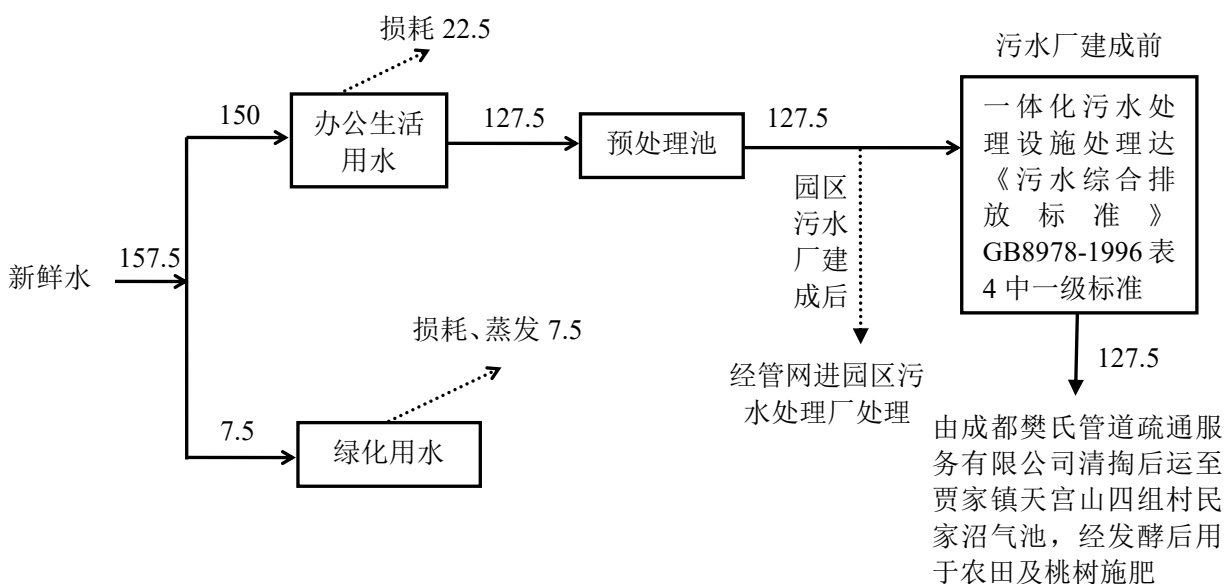 损耗 22.5
污水厂建成前
150
办公生活
用水
127.5
预处理池
127.5
一体化污水处
理设施处理达
《污水综合排
放标准》
GB8978-1996 表
4 中一级标准
园区
污水
厂建
成后
新鲜水
157.5
损耗、蒸发 7.5
127.5
经管网进园区污
水处理厂处理
7.5
绿化用水
由成都樊氏管道疏通服
务有限公司清掏后运至
贾家镇天宫山四组村民
家沼气池，经发酵后用
于农田及桃树施肥